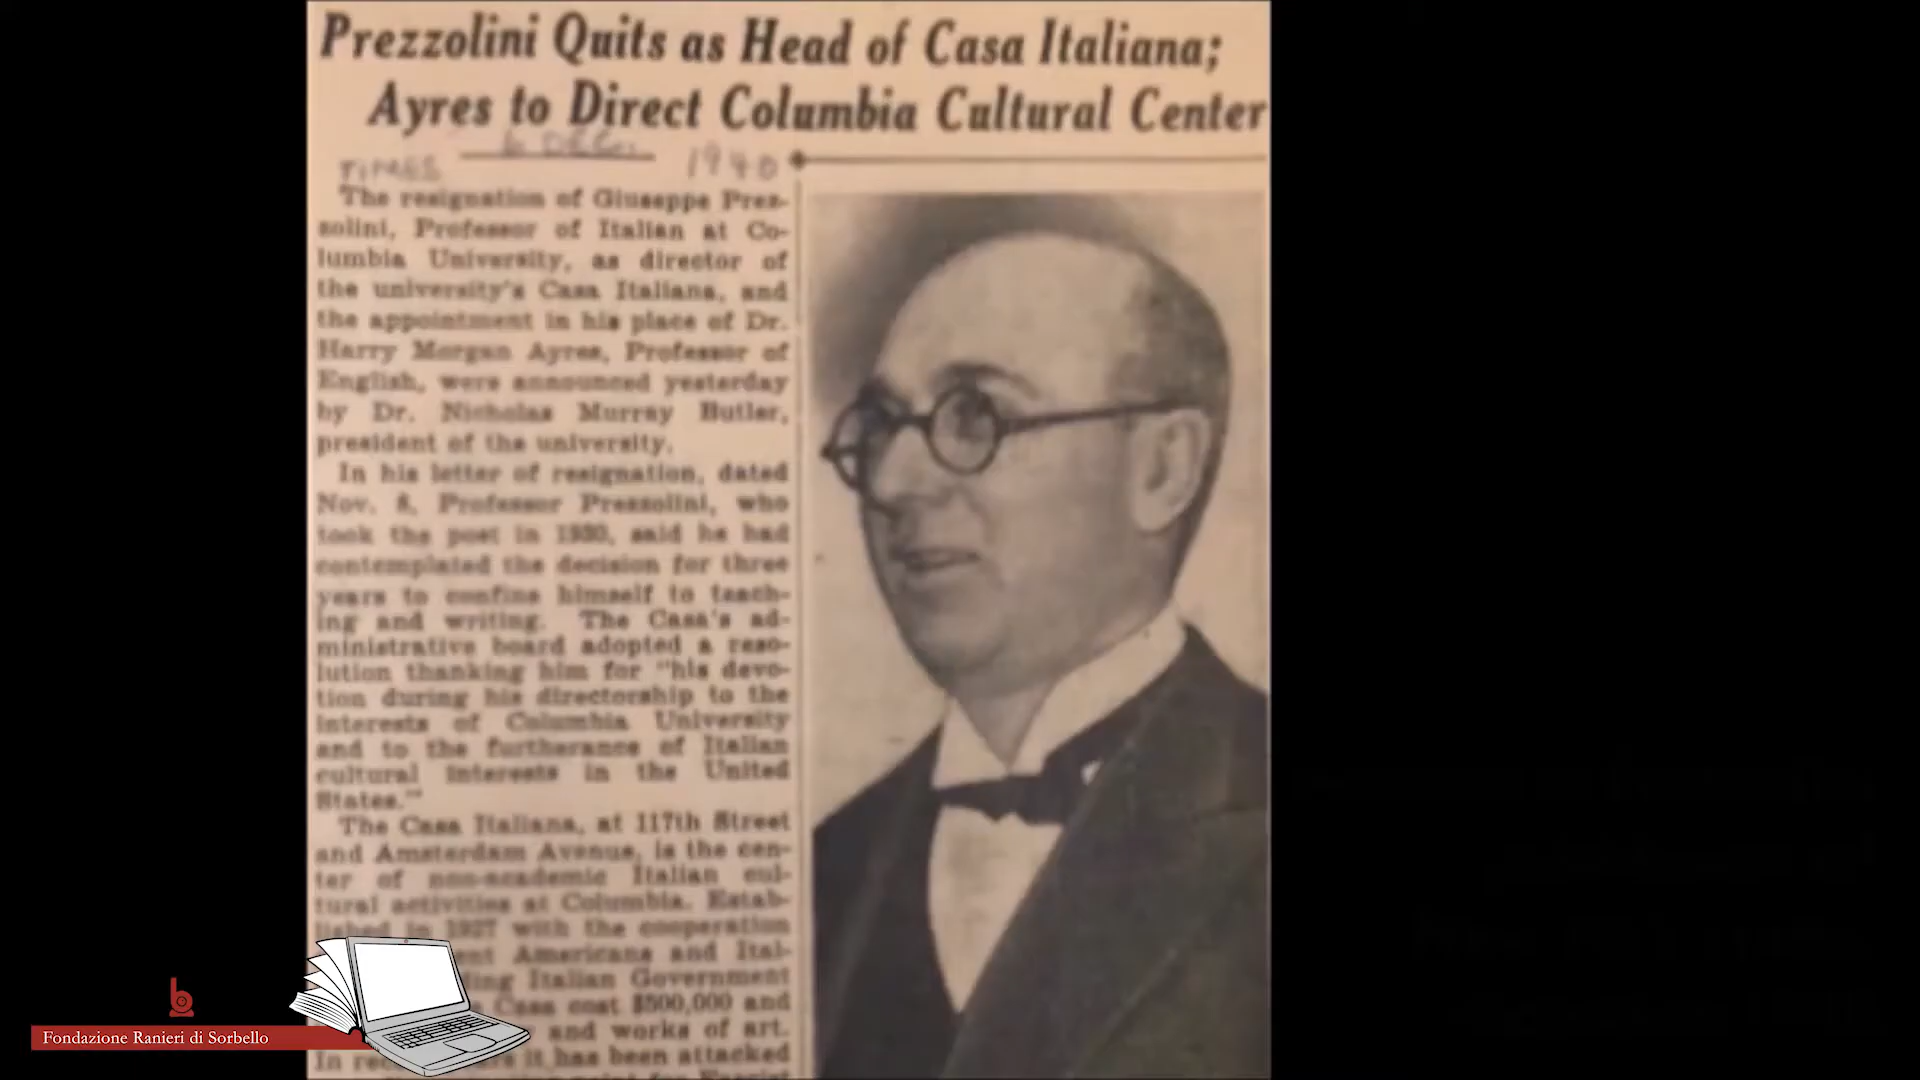 Prezzolini Quits as Head of Casa Italiana;
Ayres to Direct Columbia Cultural Center
6 DEC.
TIMES 1940
The resignation of Giuseppe Prez-
zolini, Professor of Italian at Co-
lumbia University, as director of
the university's Casa Italiana, and
the appointment in his place of Dr.
Harry Morgan Ayres, Professor of
English, were announced yesterday
by Dr. Nicholas Murray Butler,
president of the university.
In his letter of resignation, dated
Nov. 8, Professor Prezzolini, who
took the post in 1930, said he had
contemplated the decision for three
years to confine himself to teach-
ing and writing. The Casa's ad-
ministrative board adopted a reso-
lution thanking him for "his devo-
tion during his directorship to the
interests of Columbia University
and to the furtherance of Italian
cultural interests in the United
States."
The Casa Italiana, at 117th Street
and Amsterdam Avenue, is the cen-
ter of non-academic Italian cul-
tural activities at Columbia. Estab-
lished in 1927 with the cooperation
Americans and Ital-
Italian Government
Casa cost $500,000 and
and works of art.
In it has been attacked
for Fascist
Fondazione Ranieri di Sorbello